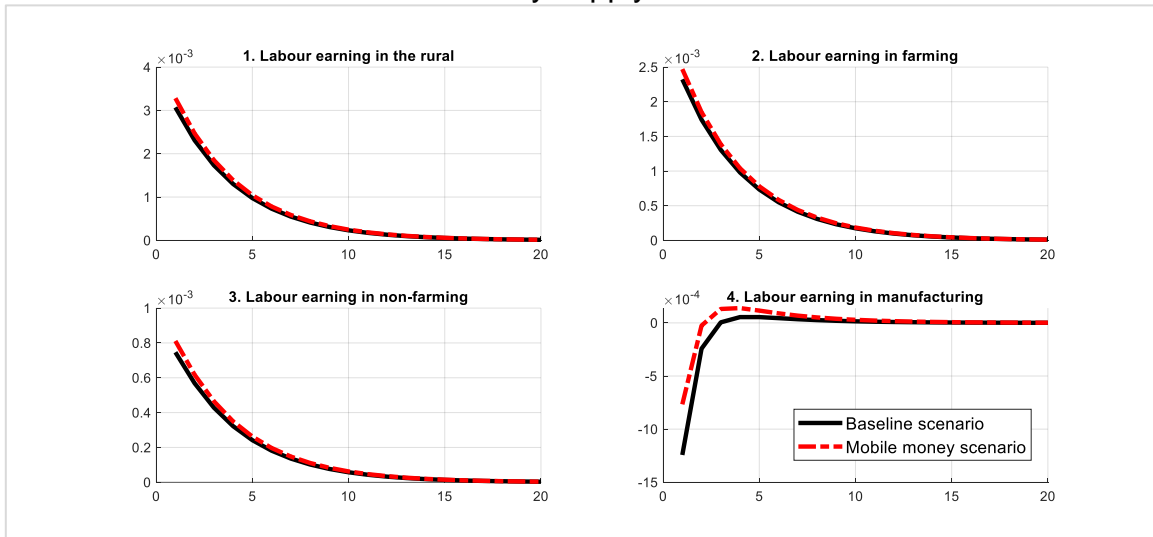 1. Labour earning in the rural
×10⁻³
4
3
2
1
0
0 5 10 15 20
2. Labour earning in farming
×10⁻³
2.5
2
1.5
1
0.5
0
0 5 10 15 20
3. Labour earning in non-farming
×10⁻³
1
0.8
0.6
0.4
0.2
0
0 5 10 15 20
4. Labour earning in manufacturing
×10⁻⁴
0
-5
-10
-15
0 5 10 15 20
Baseline scenario
Mobile money scenario